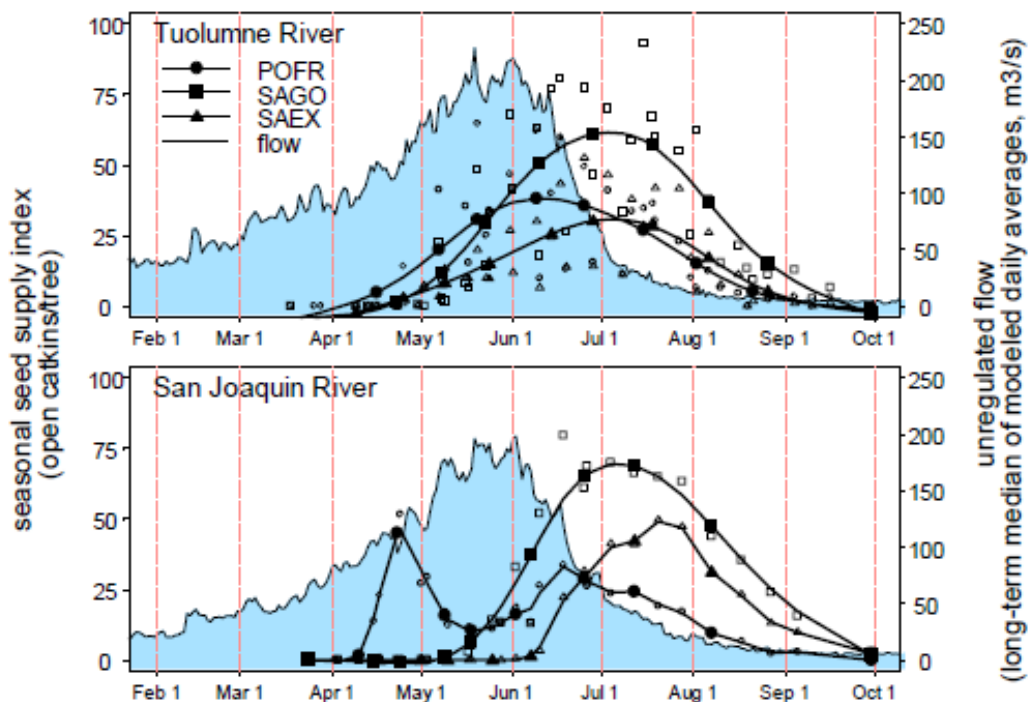 Tuolumne River
POFR
SAGO
SAEX
flow
100
75
50
25
0
250
200
150
100
50
0
Feb 1 Mar 1 Apr 1 May 1 Jun 1 Jul 1 Aug 1 Sep 1 Oct 1
San Joaquin River
100
75
50
25
0
250
200
150
100
50
0
Feb 1 Mar 1 Apr 1 May 1 Jun 1 Jul 1 Aug 1 Sep 1 Oct 1
seasonal seed supply index
(open catkins/tree)
unregulated flow
(long-term median of modeled daily averages, m3/s)